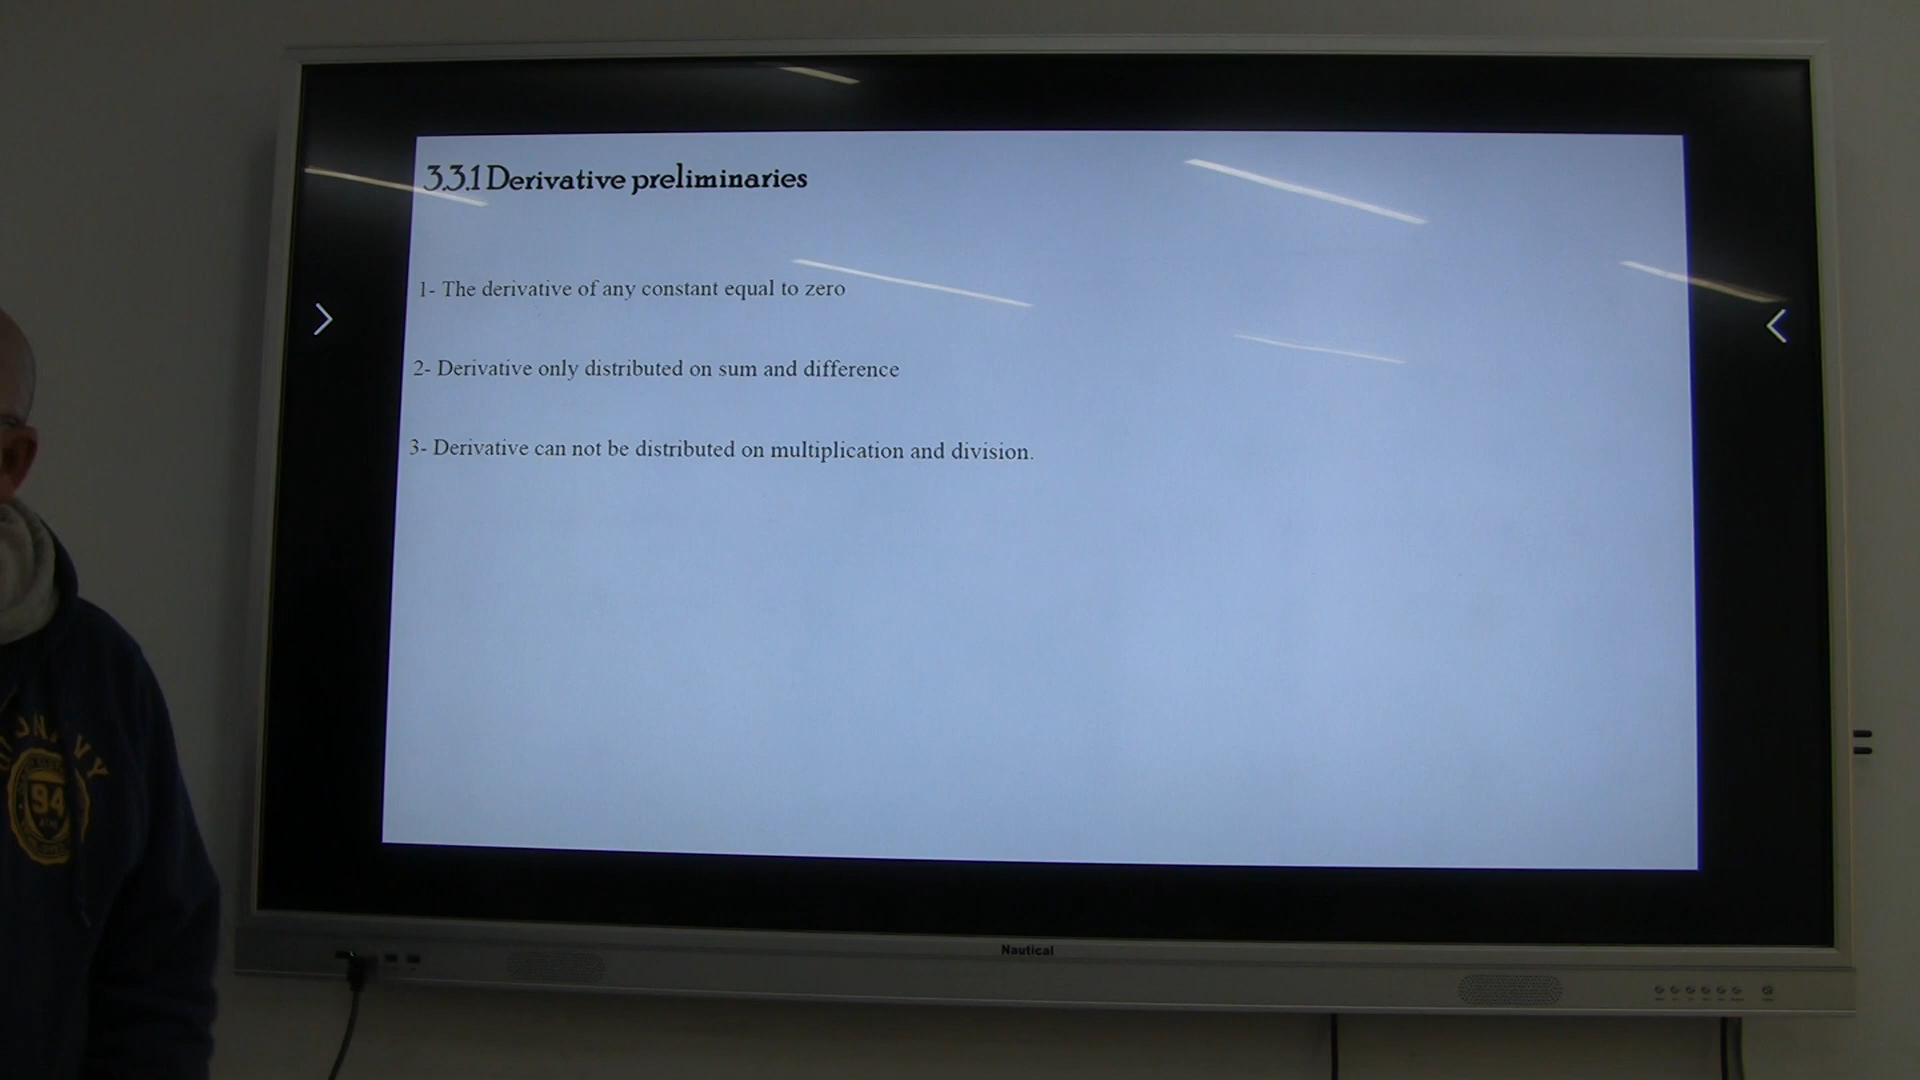 3.3.1 Derivative preliminaries
1- The derivative of any constant equal to zero
2- Derivative only distributed on sum and difference
3- Derivative can not be distributed on multiplication and division.
94
Nautical